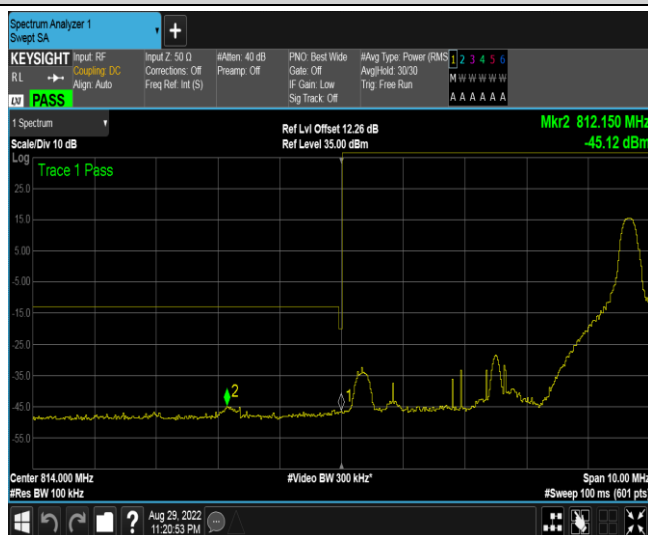 Spectrum Analyzer 1
Swept SA
KEYSIGHT
RL
PASS
Input: RF
Coupling: DC
Align: Auto
Input Z: 50 Ω
Corrections: Off
Freq Ref: Int (S)
#Atten: 40 dB
Preamp: Off
PNO: Best Wide
Gate: Off
IF Gain: Low
Sig Track: Off
#Avg Type: Power (RMS
Avg|Hold: 30/30
Trig: Free Run
1 2 3 4 5 6
M W W W W W
A A A A A A
1 Spectrum
Scale/Div 10 dB
Ref Lvl Offset 12.26 dB
Ref Level 35.00 dBm
Mkr2 812.150 MHz
-45.12 dBm
Log
Trace 1 Pass
25.0
15.0
5.00
-5.00
-15.0
-25.0
-35.0
-45.0
-55.0
2
1
Center 814.000 MHz
#Res BW 100 kHz
#Video BW 300 kHz*
Span 10.00 MHz
#Sweep 100 ms (601 pts)
?
Aug 29, 2022
11:20:53 PM